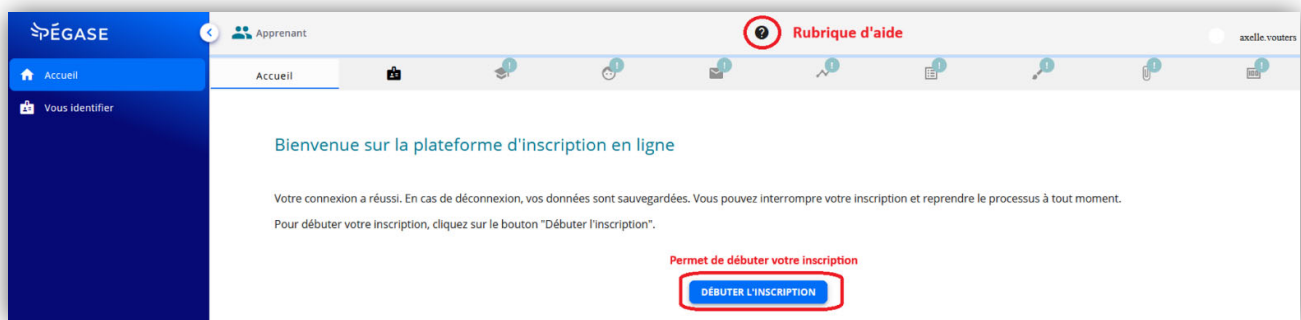 PÉGASE
Apprenant
?
Rubrique d'aide
axelle.vouters
Accueil
Accueil
Vous identifier
Bienvenue sur la plateforme d'inscription en ligne
Votre connexion a réussi. En cas de déconnexion, vos données sont sauvegardées. Vous pouvez interrompre votre inscription et reprendre le processus à tout moment.
Pour débuter votre inscription, cliquez sur le bouton "Débuter l'inscription".
Permet de débuter votre inscription
DÉBUTER L'INSCRIPTION